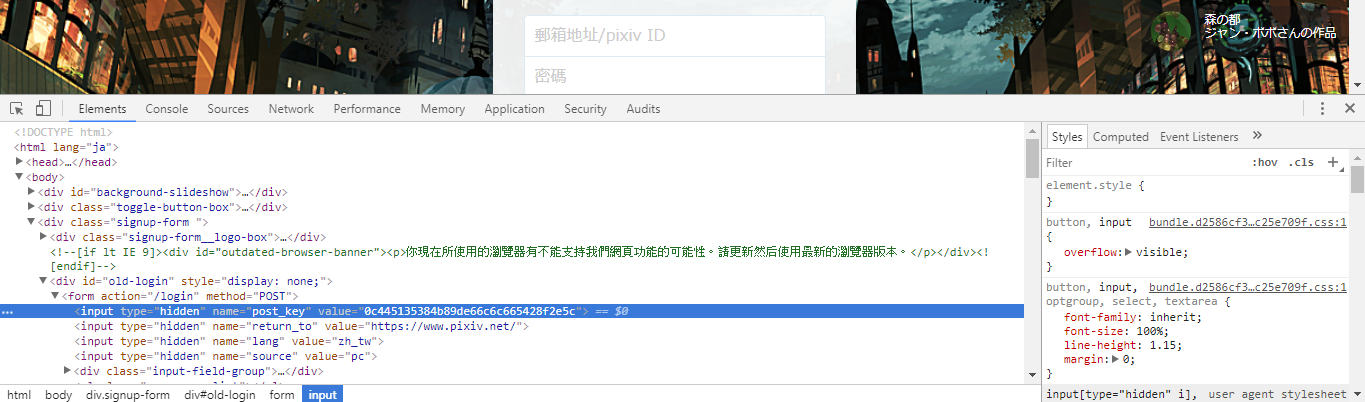 森の都
ジャン・ボボさんの作品
郵箱地址/pixiv ID
密碼
Elements Console Sources Network Performance Memory Application Security Audits
<!DOCTYPE html>
<html lang="ja">
<head>…</head>
<body>
<div id="background-slideshow">…</div>
<div class="toggle-button-box">…</div>
<div class="signup-form ">
<div class="signup-form__logo-box">…</div>
<!--[if lt IE 9]><div id="outdated-browser-banner"><p>你現在所使用的瀏覽器有不能支持我們網頁功能的可能性。請更新然后使用最新的瀏覽器版本。</p></div><!
[endif]-->
<div id="old-login" style="display: none;">
<form action="/login" method="POST">
<input type="hidden" name="post_key" value="0c445135384b89de66c6c665428f2e5c"> == $0
<input type="hidden" name="return_to" value="https://www.pixiv.net/">
<input type="hidden" name="lang" value="zh_tw">
<input type="hidden" name="source" value="pc">
<div class="input-field-group">…</div>
html body div.signup-form div#old-login form input
Styles Computed Event Listeners »
Filter :hov .cls +
element.style {
}
button, input bundle.d2586cf3…c25e709f.css:1
{
overflow: visible;
}
button, input, bundle.d2586cf3…c25e709f.css:1
optgroup, select, textarea {
font-family: inherit;
font-size: 100%;
line-height: 1.15;
margin: 0;
}
input[type="hidden" i], user agent stylesheet